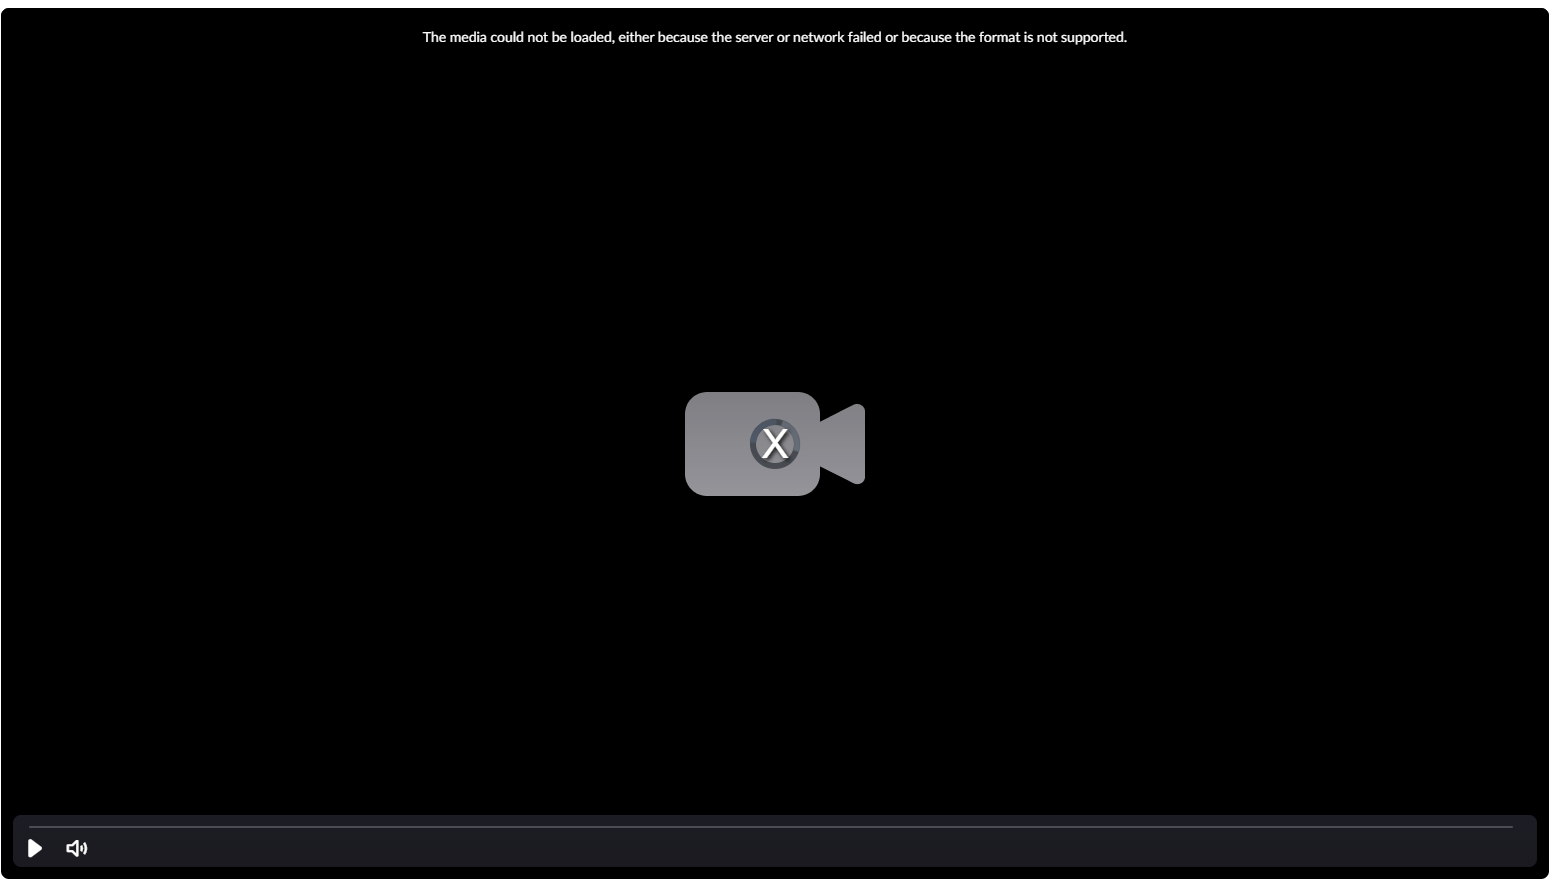 The media could not be loaded, either because the server or network failed or because the format is not supported.
X